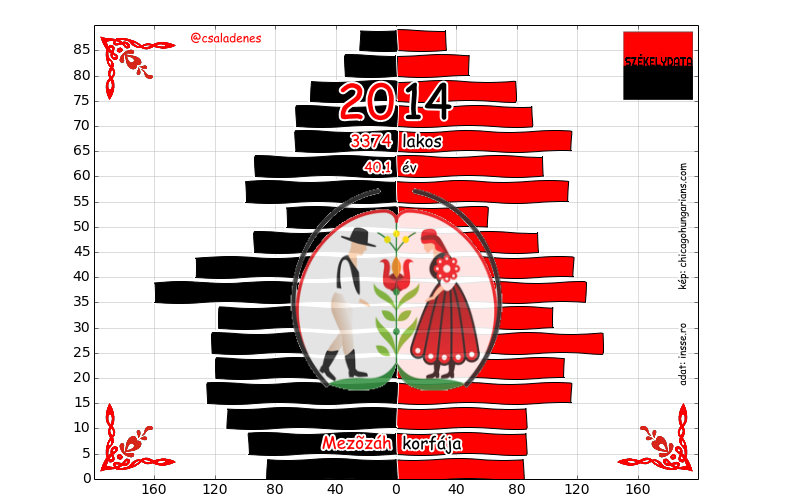 @csaladenes
SZÉKELYDATA
2014
3374 lakos
40.1 év
kép: chicagohungarians.com
adat: insse.ro
Mezõzáh korfája
85
80
75
70
65
60
55
50
45
40
35
30
25
20
15
10
5
0
160 120 80 40 0 40 80 120 160